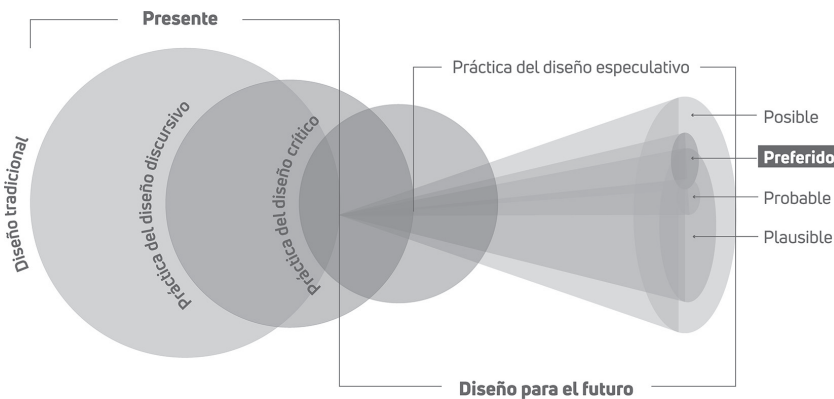 Presente
Práctica del diseño especulativo
Diseño tradicional
Práctica del diseño discursivo
Práctica del diseño crítico
Posible
Preferido
Probable
Plausible
Diseño para el futuro